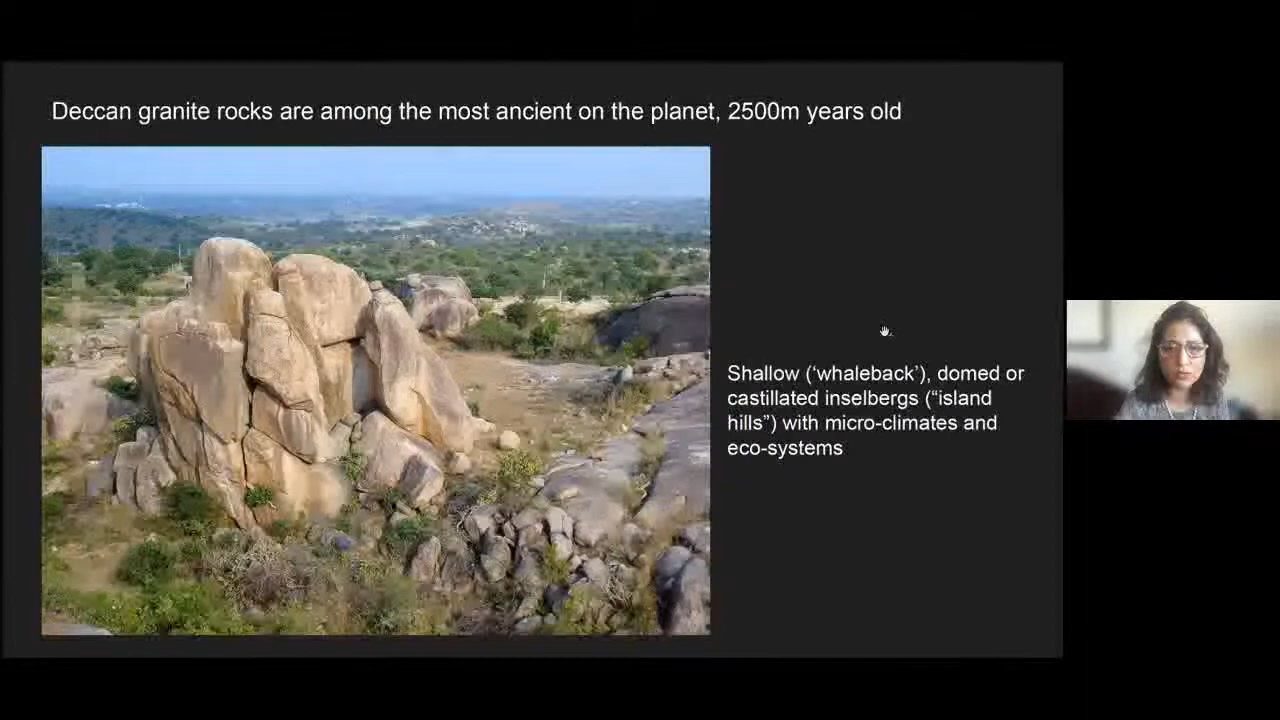 Deccan granite rocks are among the most ancient on the planet, 2500m years old
Shallow (‘whaleback’), domed or
castillated inselbergs (“island
hills”) with micro-climates and
eco-systems